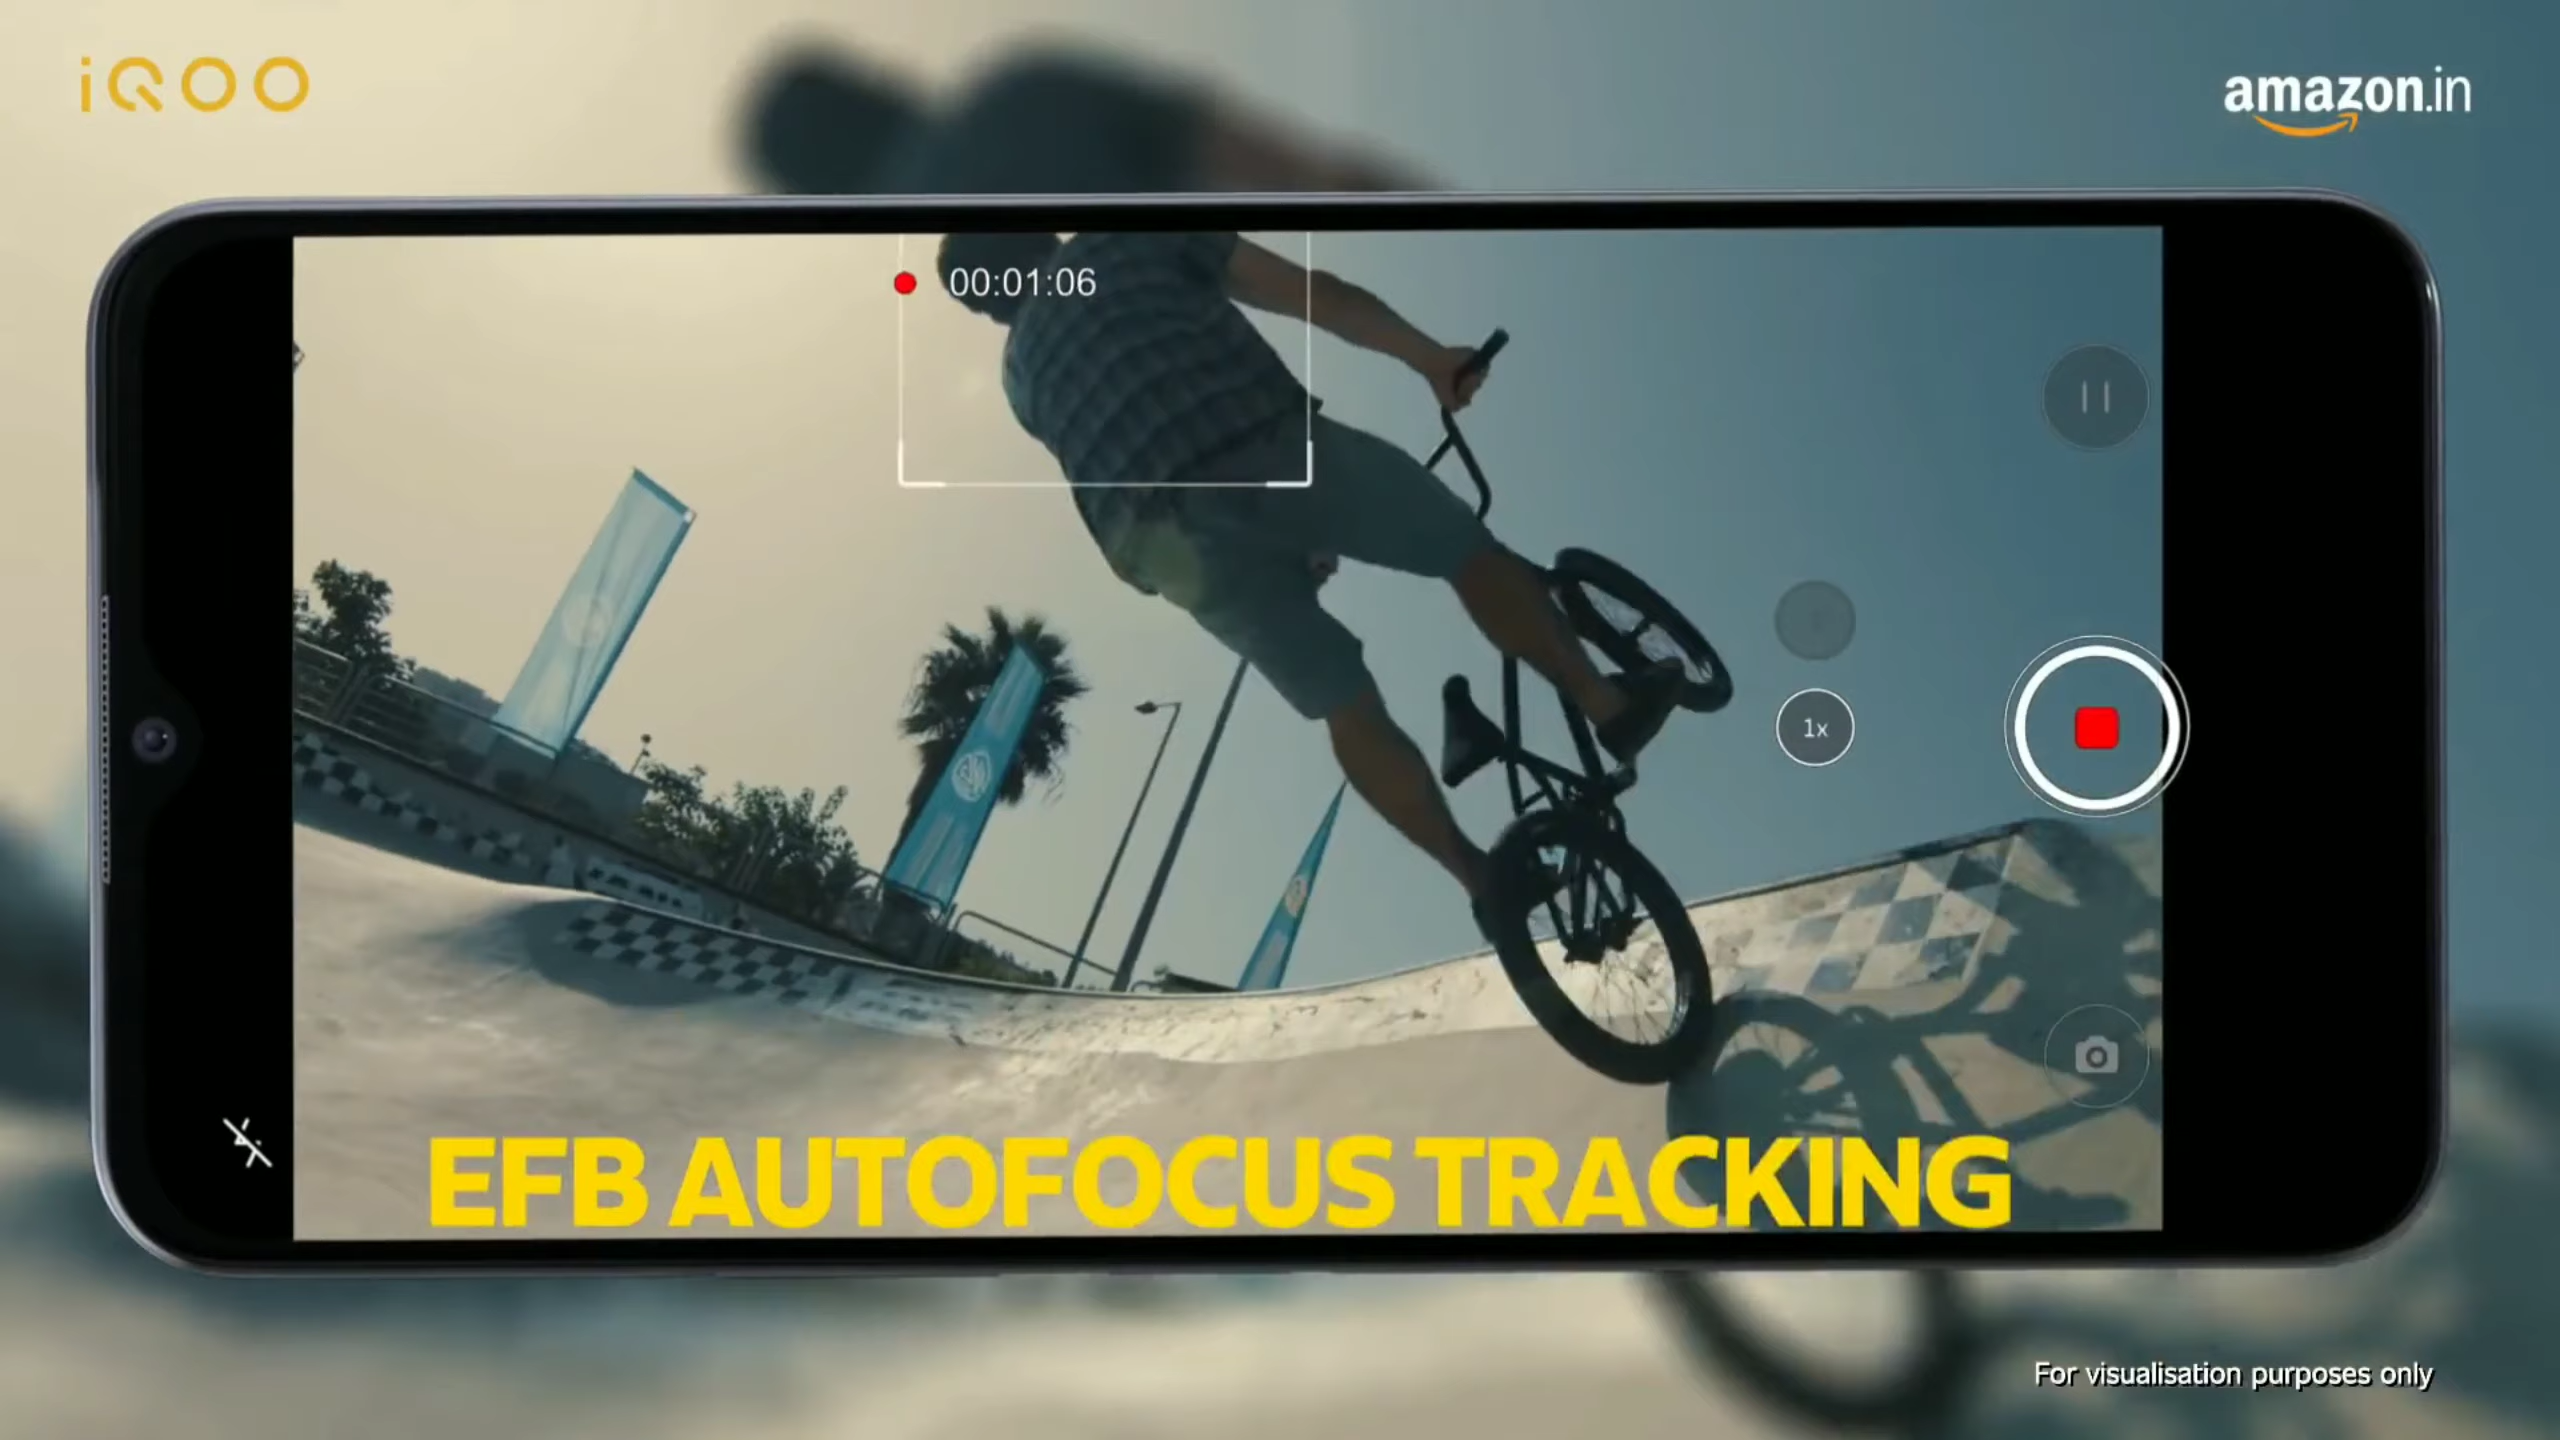 iQOO
amazon.in
00:01:06
1x
EFB AUTOFOCUS TRACKING
For visualisation purposes only